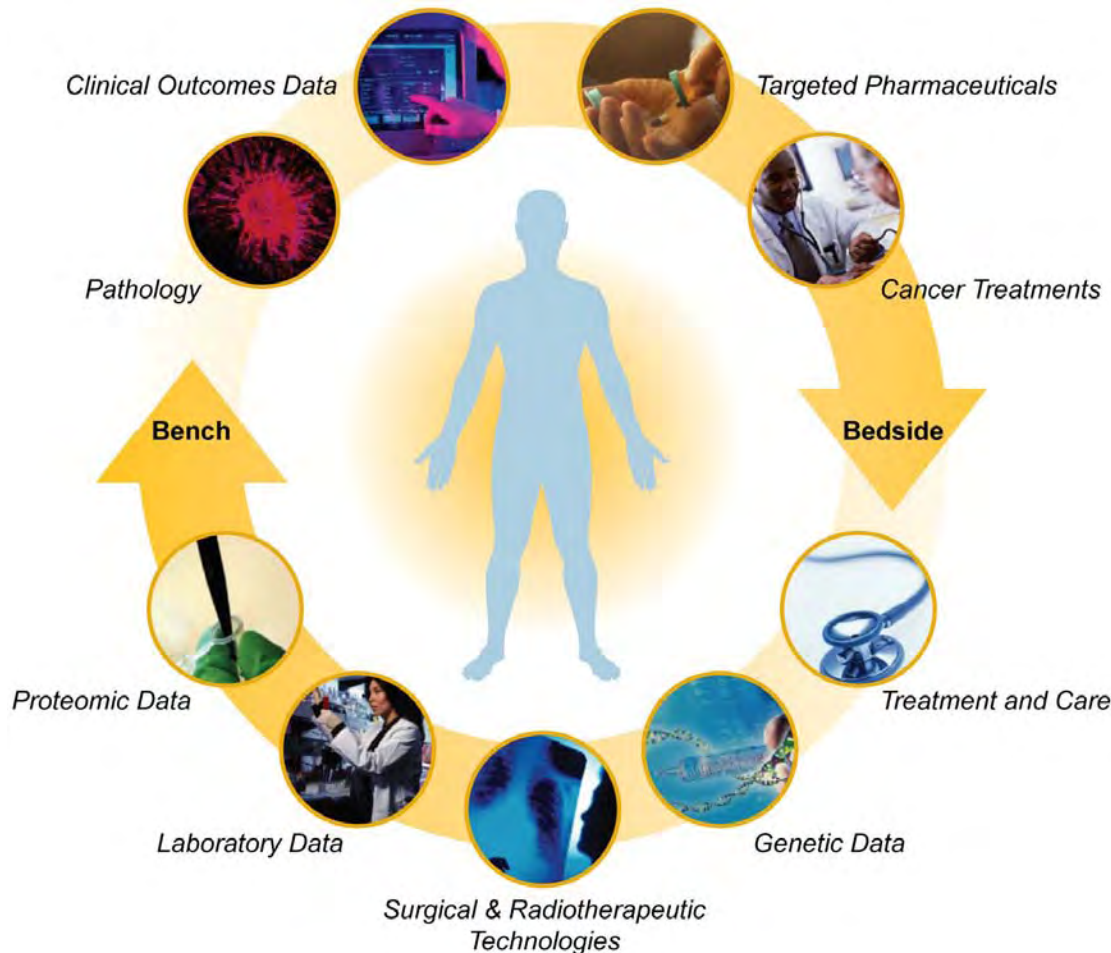 Clinical Outcomes Data
Targeted Pharmaceuticals
Pathology
Cancer Treatments
Bench
Bedside
Proteomic Data
Treatment and Care
Laboratory Data
Genetic Data
Surgical & Radiotherapeutic
Technologies